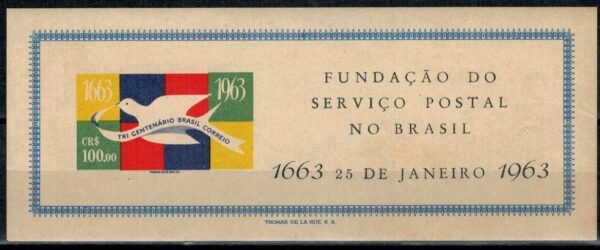 1663 1963
TRI CENTENÁRIO BRASIL CORREIO
CR$
100,00
FUNDAÇÃO DO
SERVIÇO POSTAL
NO BRASIL
1663 25 DE JANEIRO 1963
THOMAS DE LA RUE S A